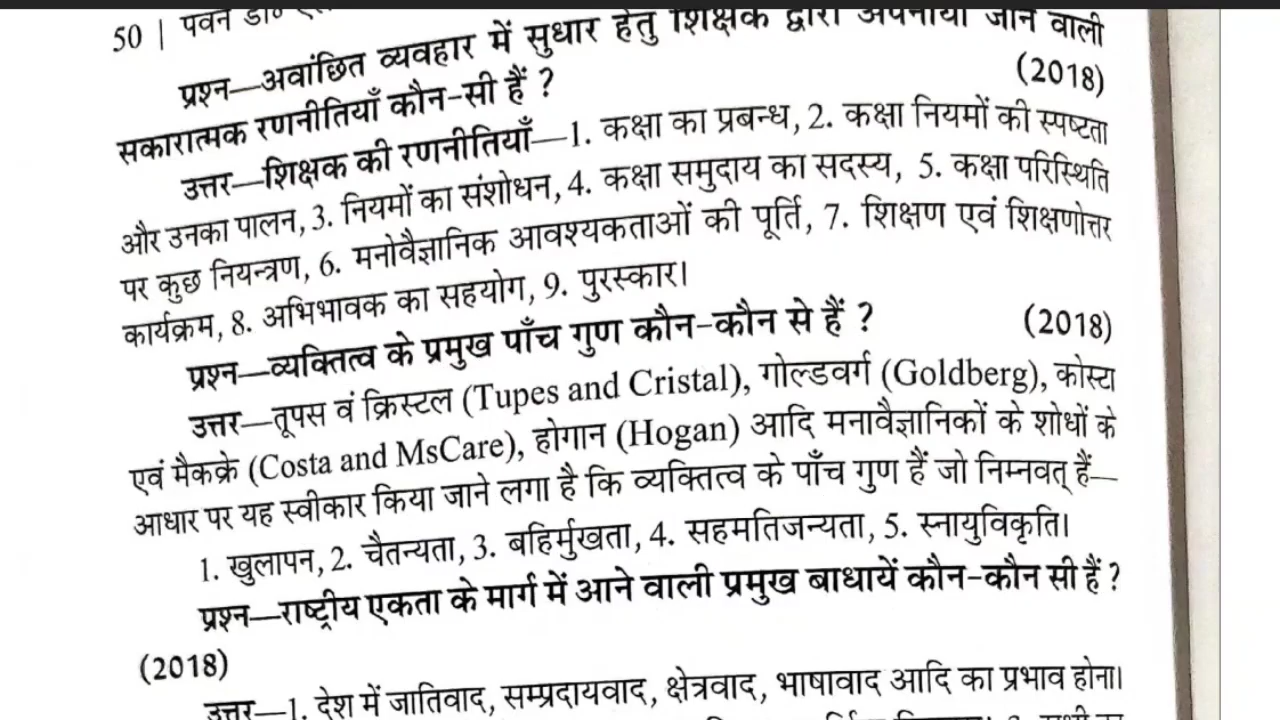 50 | पवन डॉ०
प्रश्न—अवांछित व्यवहार में सुधार हेतु शिक्षक द्वारा अपनायी जाने वाली
सकारात्मक रणनीतियाँ कौन-सी हैं ? (2018)
उत्तर—शिक्षक की रणनीतियाँ—1. कक्षा का प्रबन्ध, 2. कक्षा नियमों की स्पष्टता
और उनका पालन, 3. नियमों का संशोधन, 4. कक्षा समुदाय का सदस्य, 5. कक्षा परिस्थिति
पर कुछ नियन्त्रण, 6. मनोवैज्ञानिक आवश्यकताओं की पूर्ति, 7. शिक्षण एवं शिक्षणोत्तर
कार्यक्रम, 8. अभिभावक का सहयोग, 9. पुरस्कार।
प्रश्न—व्यक्तित्व के प्रमुख पाँच गुण कौन-कौन से हैं ? (2018)
उत्तर—तूपस वं क्रिस्टल (Tupes and Cristal), गोल्डवर्ग (Goldberg), कोस्टा
एवं मैकक्रे (Costa and MsCare), होगान (Hogan) आदि मनावैज्ञानिकों के शोधों के
आधार पर यह स्वीकार किया जाने लगा है कि व्यक्तित्व के पाँच गुण हैं जो निम्नवत् हैं—
1. खुलापन, 2. चैतन्यता, 3. बहिर्मुखता, 4. सहमतिजन्यता, 5. स्नायुविकृति।
प्रश्न—राष्ट्रीय एकता के मार्ग में आने वाली प्रमुख बाधायें कौन-कौन सी हैं ?
(2018)
उत्तर—1. देश में जातिवाद, सम्प्रदायवाद, क्षेत्रवाद, भाषावाद आदि का प्रभाव होना।